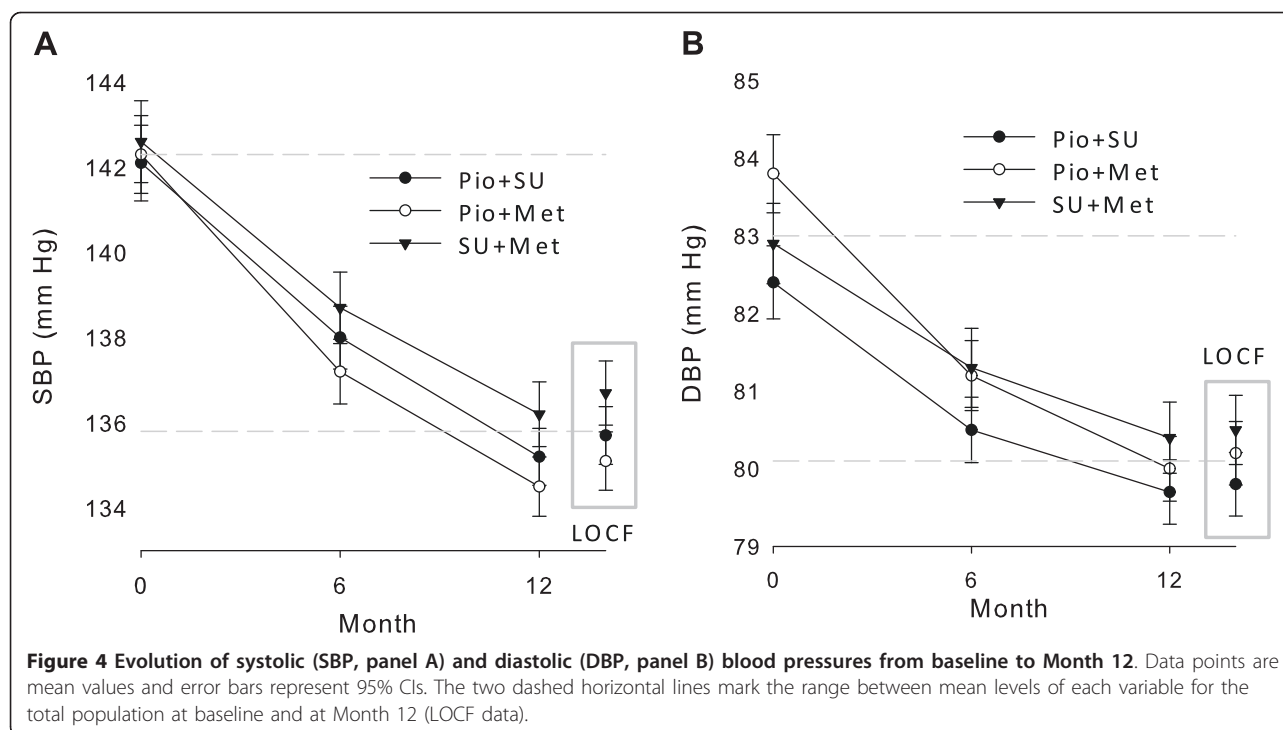 A
144
142
140
138
136
134
SBP (mm Hg)
Pio+SU
Pio+Met
SU+Met
LOCF
0
6
12
Month
B
85
84
83
82
81
80
79
DBP (mm Hg)
Pio+SU
Pio+Met
SU+Met
LOCF
0
6
12
Month
Figure 4 Evolution of systolic (SBP, panel A) and diastolic (DBP, panel B) blood pressures from baseline to Month 12. Data points are
mean values and error bars represent 95% CIs. The two dashed horizontal lines mark the range between mean levels of each variable for the
total population at baseline and at Month 12 (LOCF data).